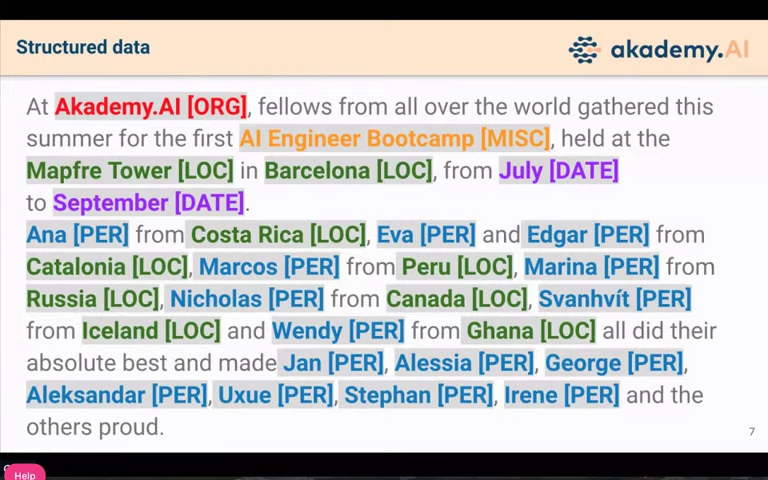 Structured data
akademy.AI
At Akademy.AI [ORG], fellows from all over the world gathered this
summer for the first AI Engineer Bootcamp [MISC], held at the
Mapfre Tower [LOC] in Barcelona [LOC], from July [DATE]
to September [DATE].
Ana [PER] from Costa Rica [LOC], Eva [PER] and Edgar [PER] from
Catalonia [LOC], Marcos [PER] from Peru [LOC], Marina [PER] from
Russia [LOC], Nicholas [PER] from Canada [LOC], Svanhvít [PER]
from Iceland [LOC] and Wendy [PER] from Ghana [LOC] all did their
absolute best and made Jan [PER], Alessia [PER], George [PER],
Aleksandar [PER], Uxue [PER], Stephan [PER], Irene [PER] and the
others proud.
7
Help